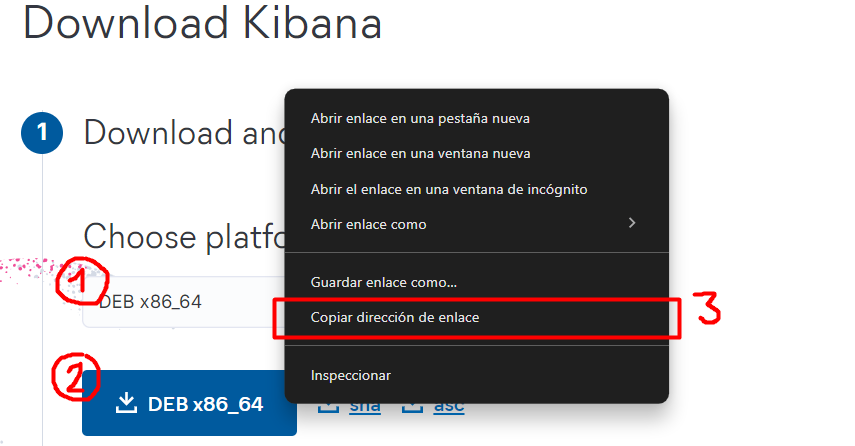 Download Kibana
1 Download and
Abrir enlace en una pestaña nueva
Abrir enlace en una ventana nueva
Abrir el enlace en una ventana de incógnito
Abrir enlace como
Choose platfo
Guardar enlace como...
1 DEB x86_64
Copiar dirección de enlace 3
Inspeccionar
2 DEB x86_64 sha asc